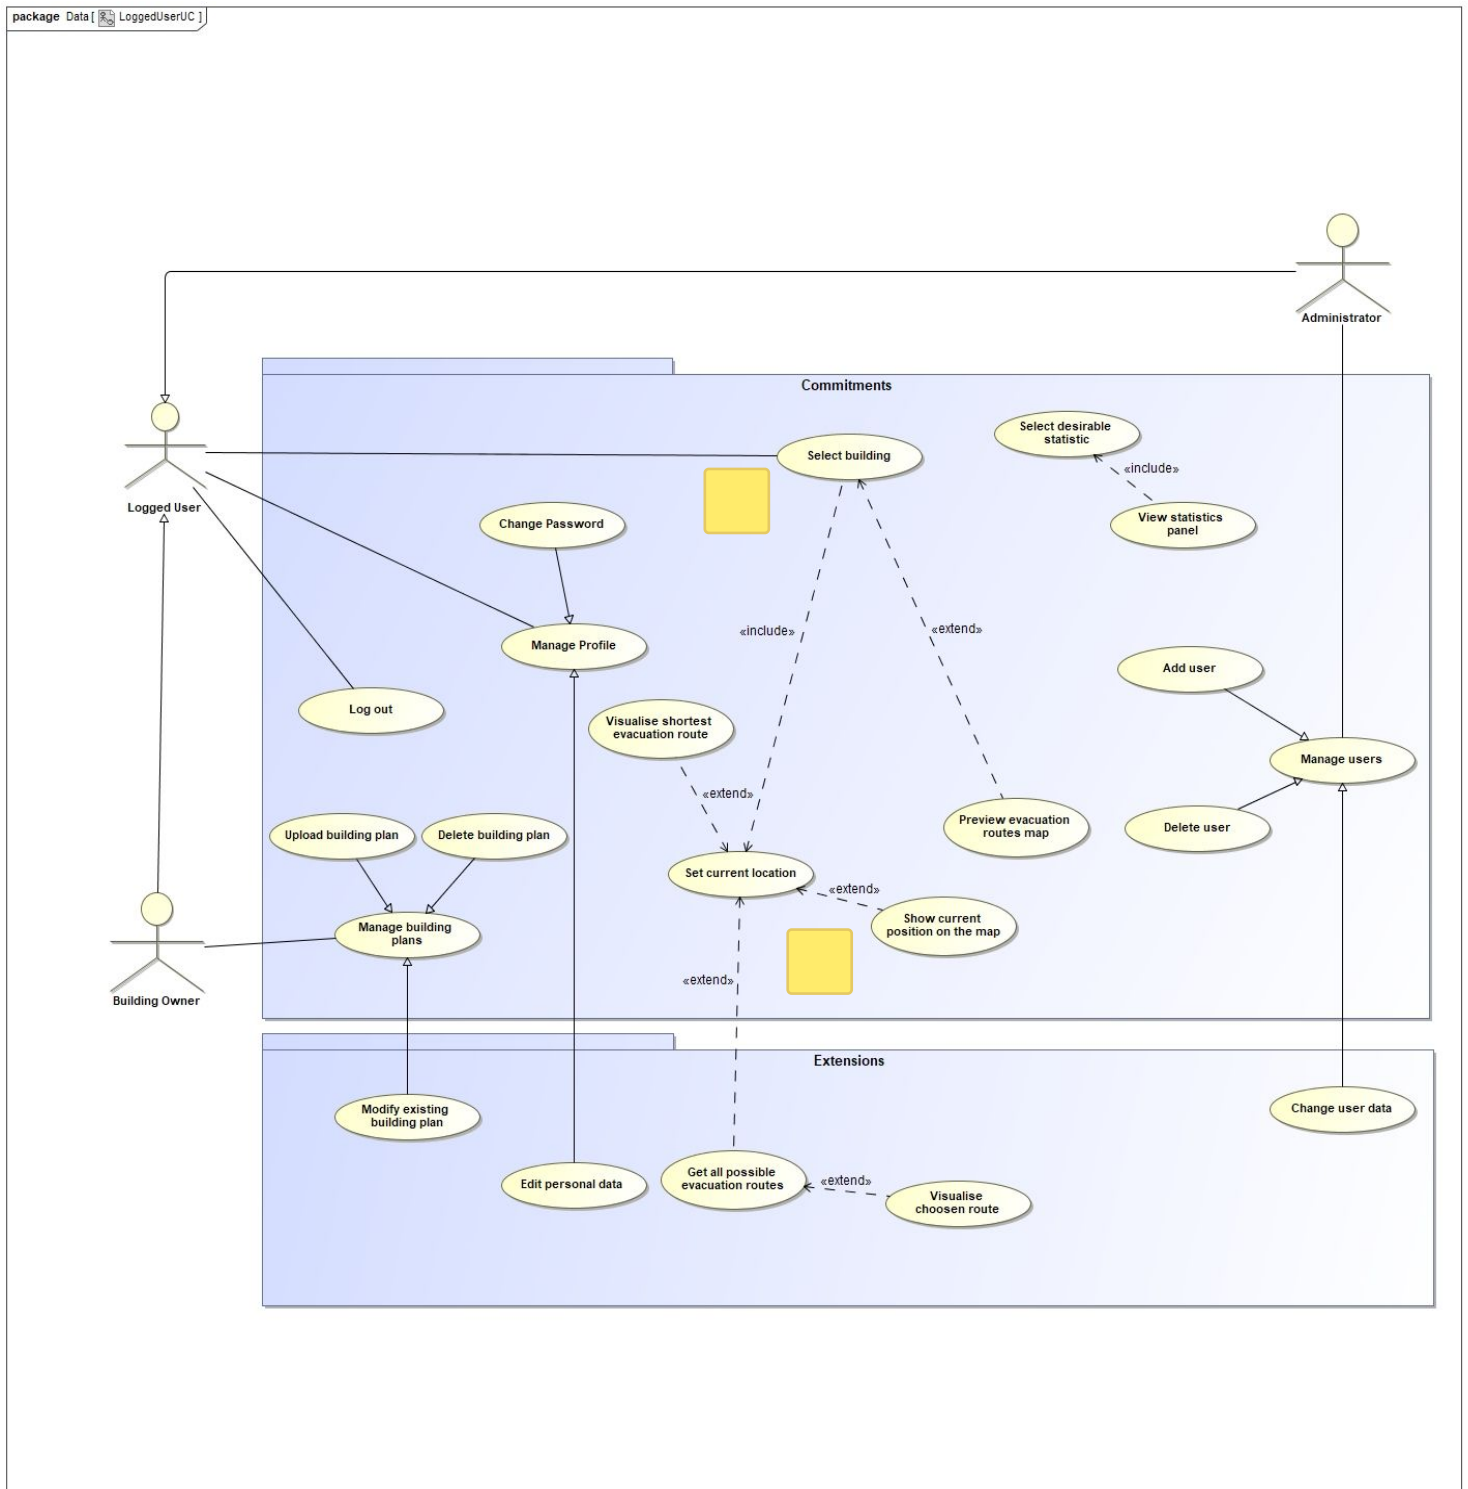 package Data [ LoggedUserUC ]
Administrator
Commitments
Select desirable
statistic
Select building
«include»
Logged User
Change Password
View statistics
panel
«include»
«extend»
Manage Profile
Add user
Log out
Visualise shortest
evacuation route
Manage users
«extend»
Upload building plan
Delete building plan
Preview evacuation
routes map
Delete user
Set current location
«extend»
Show current
position on the map
Manage building
plans
«extend»
Building Owner
Extensions
Modify existing
building plan
Change user data
Edit personal data
Get all possible
evacuation routes
«extend»
Visualise
choosen route